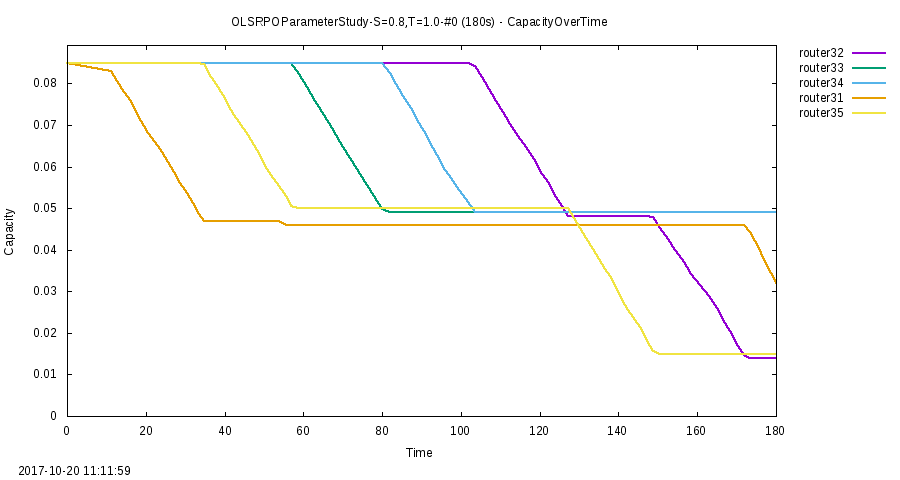 OLSRPOParameterStudy-S=0.8,T=1.0-#0 (180s) - CapacityOverTime
router32
router33
router34
router31
router35
0.08
0.07
0.06
0.05
0.04
0.03
0.02
0.01
0
Capacity
0 20 40 60 80 100 120 140 160 180
Time
2017-10-20 11:11:59